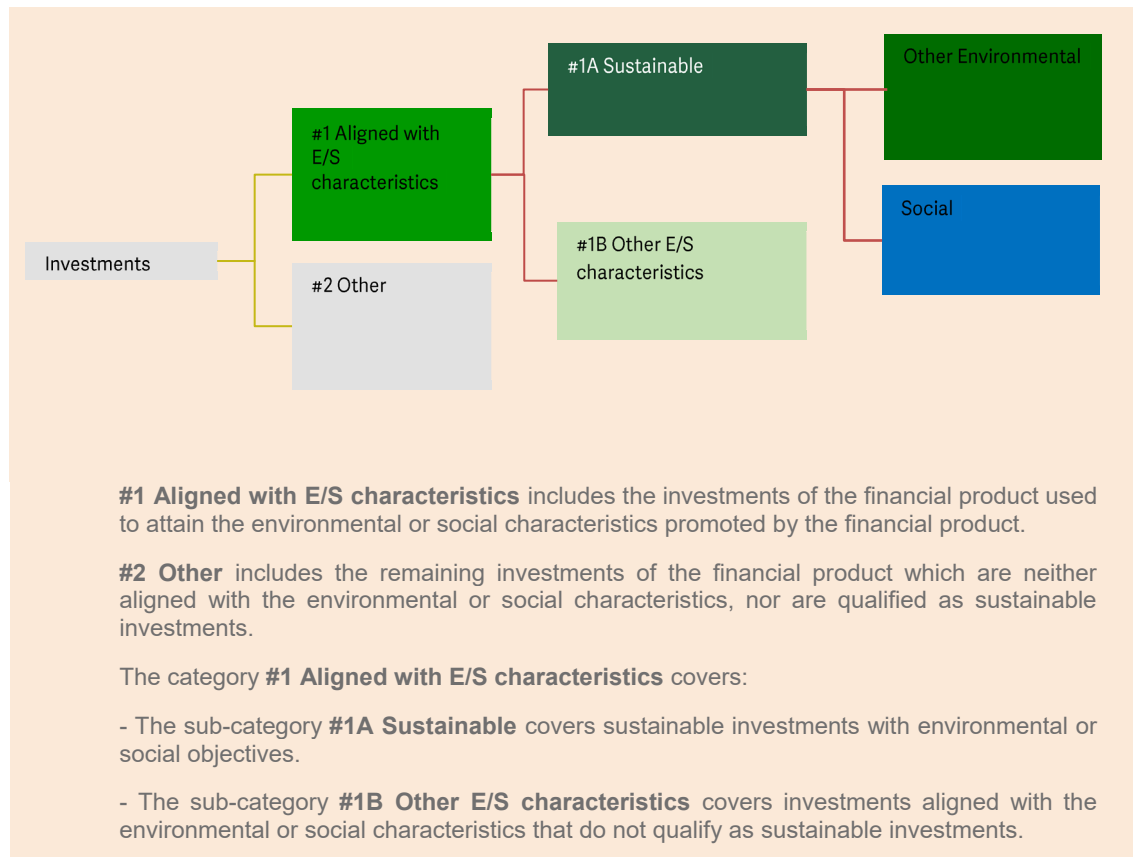 #1A Sustainable
Other Environmental
#1 Aligned with
E/S
characteristics
Social
#1B Other E/S
characteristics
Investments
#2 Other
#1 Aligned with E/S characteristics includes the investments of the financial product used
to attain the environmental or social characteristics promoted by the financial product.
#2 Other includes the remaining investments of the financial product which are neither
aligned with the environmental or social characteristics, nor are qualified as sustainable
investments.
The category #1 Aligned with E/S characteristics covers:
- The sub-category #1A Sustainable covers sustainable investments with environmental or
social objectives.
- The sub-category #1B Other E/S characteristics covers investments aligned with the
environmental or social characteristics that do not qualify as sustainable investments.